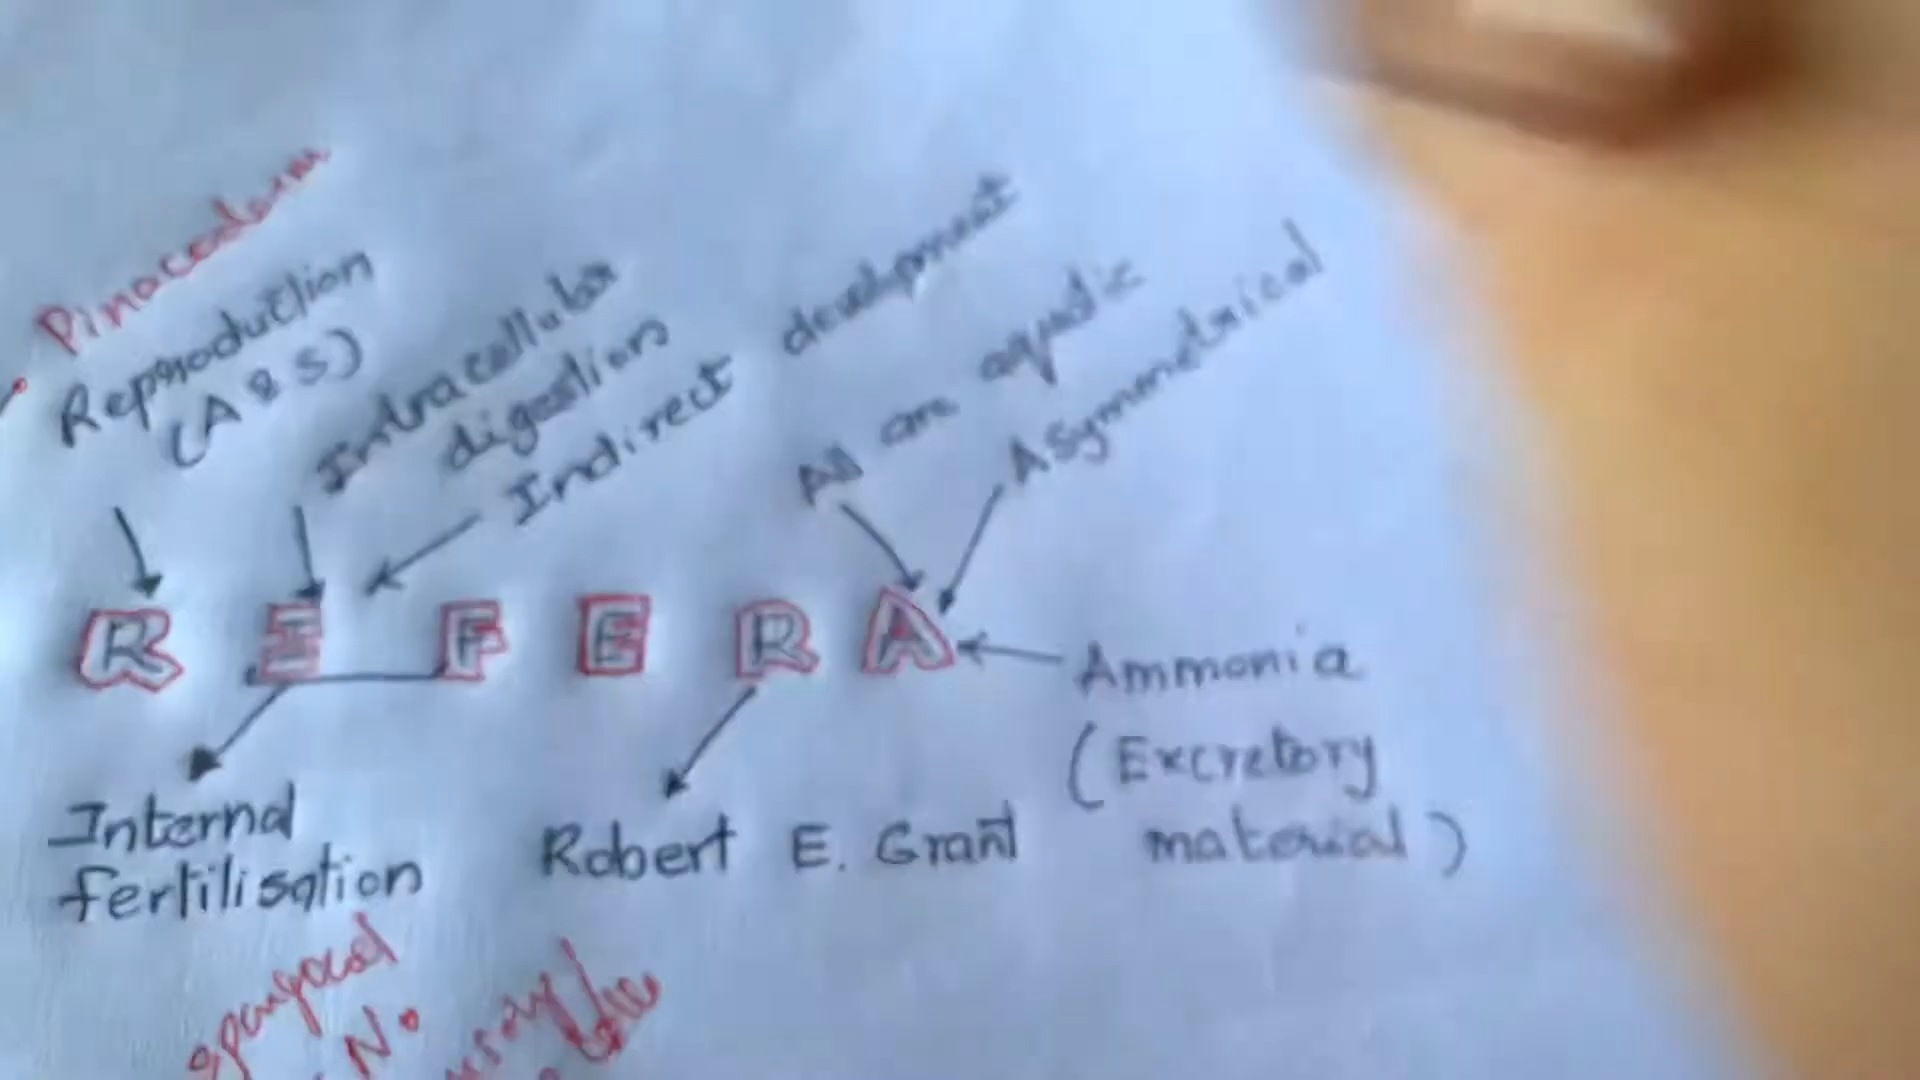 Pinacoderm
Reproduction
(A & S)
Intracellular
digestion
Indirect development
All are aquatic
Asymmetrical
R I F E R A
Ammonia
(Excretory
material)
Internal
fertilisation
Robert E. Grant
N.